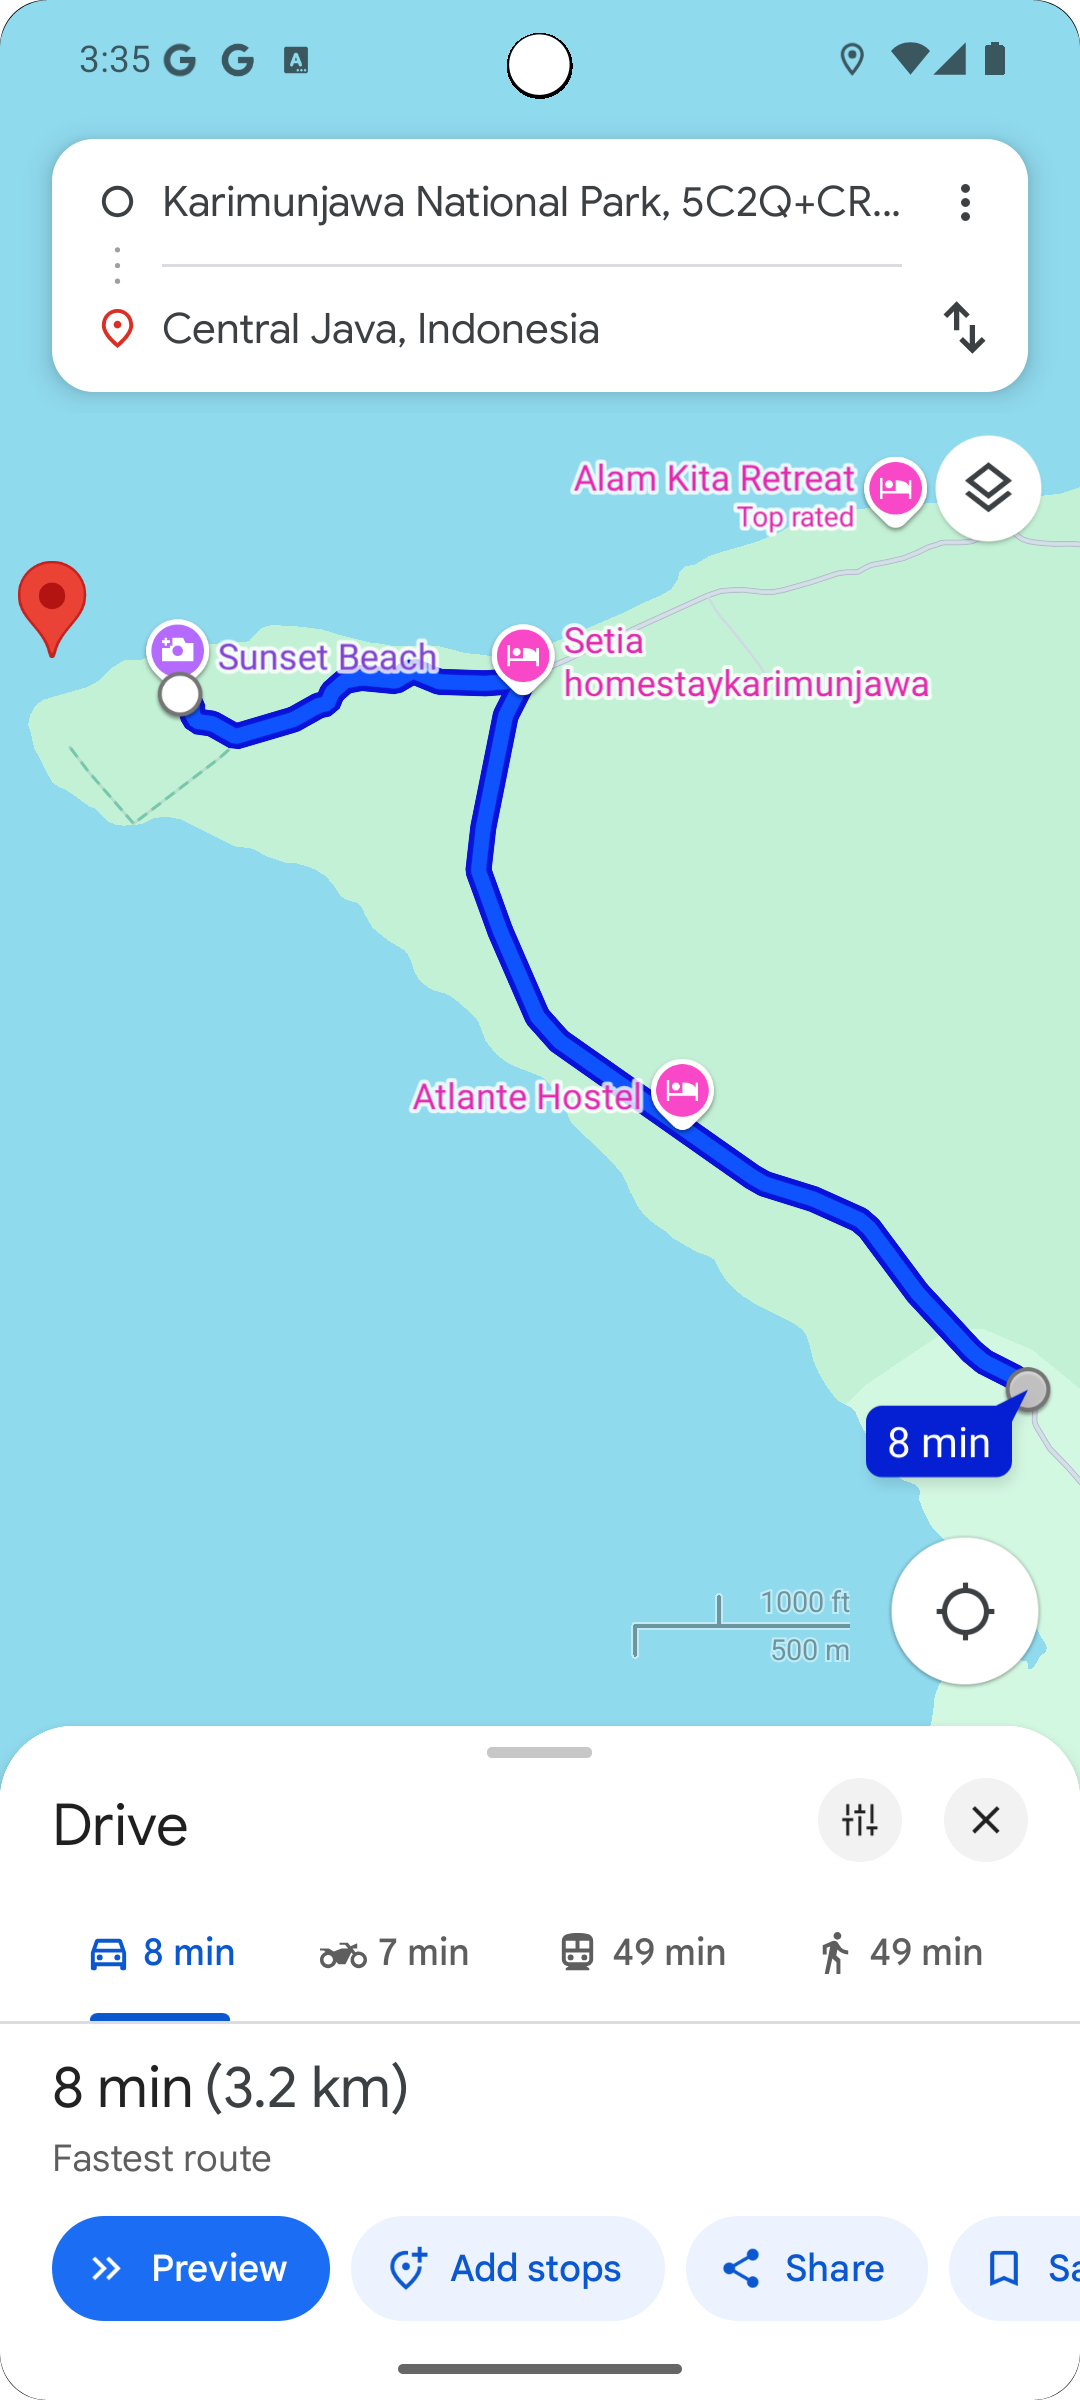 3:35
Karimunjawa National Park, 5C2Q+CR...
Central Java, Indonesia
Alam Kita Retreat
Top rated
Sunset Beach
Setia
homestaykarimunjawa
Atlante Hostel
8 min
1000 ft
500 m
Drive
8 min
7 min
49 min
49 min
8 min (3.2 km)
Fastest route
Preview
Add stops
Share
Sa